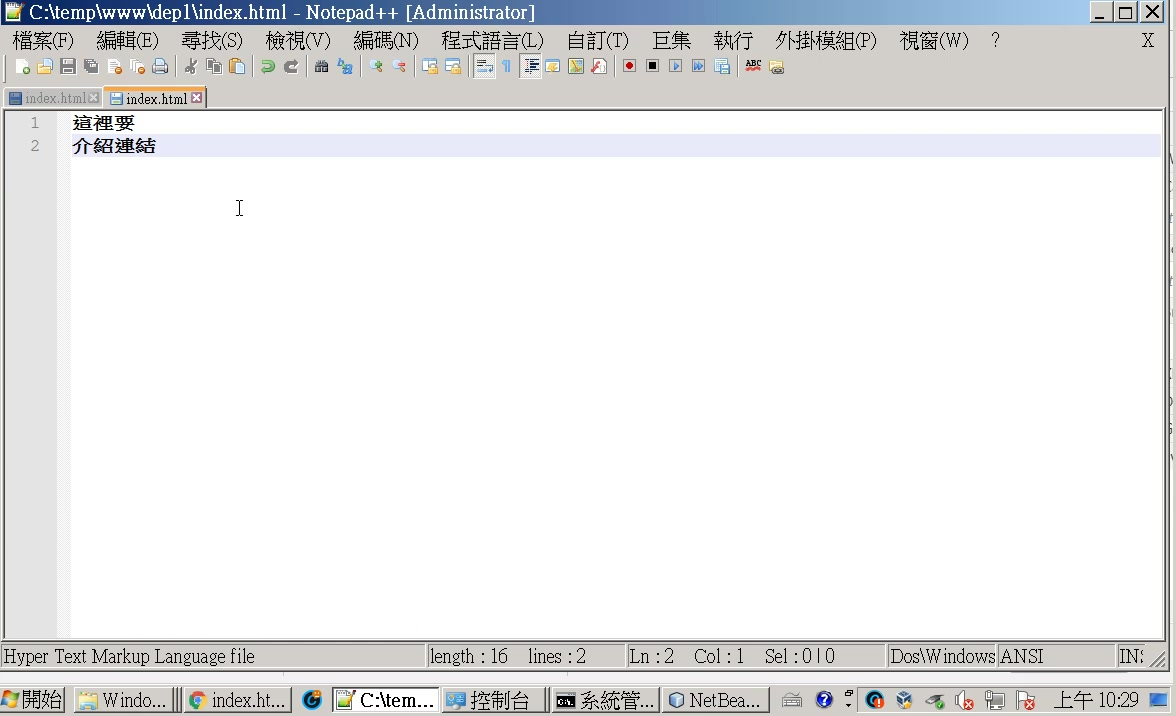 C:\temp\www\dep1\index.html - Notepad++ [Administrator]
檔案(F) 編輯(E) 尋找(S) 檢視(V) 編碼(N) 程式語言(L) 自訂(T) 巨集 執行 外掛模組(P) 視窗(W) ? X
ABC
index.html index.html
1 這裡要
2 介紹連結
Hyper Text Markup Language file length : 16 lines : 2 Ln : 2 Col : 1 Sel : 0 | 0 Dos\Windows ANSI INS
開始 Windo... index.ht... C:\tem... 控制台 系統管... NetBea... 上午 10:29